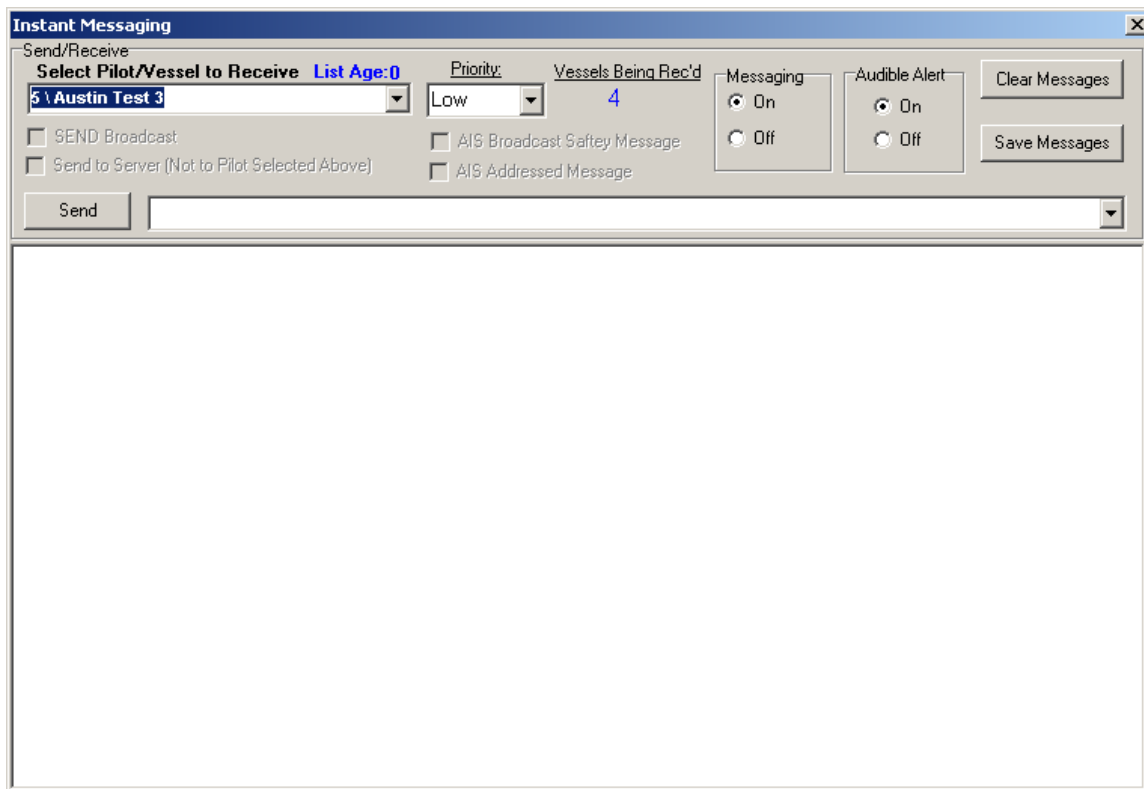 Instant Messaging
Send/Receive
Select Pilot/Vessel to Receive List Age:0 Priority: Vessels Being Rec'd Messaging Audible Alert Clear Messages
5 \ Austin Test 3 Low 4 On On
SEND Broadcast AIS Broadcast Saftey Message Off Off Save Messages
Send to Server (Not to Pilot Selected Above) AIS Addressed Message
Send